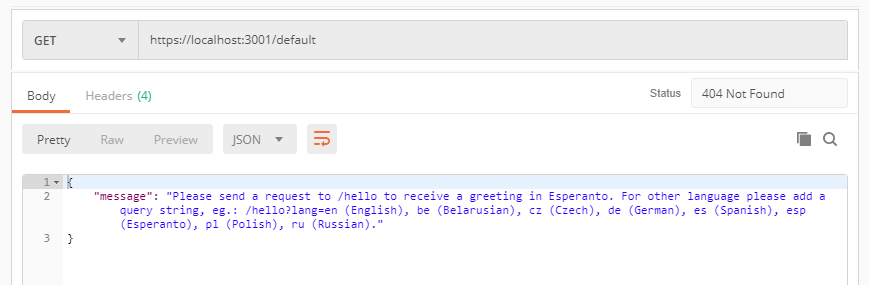 GET https://localhost:3001/default
Body Headers (4) Status 404 Not Found
Pretty Raw Preview JSON
1 {
2 "message": "Please send a request to /hello to receive a greeting in Esperanto. For other language please add a
query string, eg.: /hello?lang=en (English), be (Belarusian), cz (Czech), de (German), es (Spanish), esp
(Esperanto), pl (Polish), ru (Russian)."
3 }